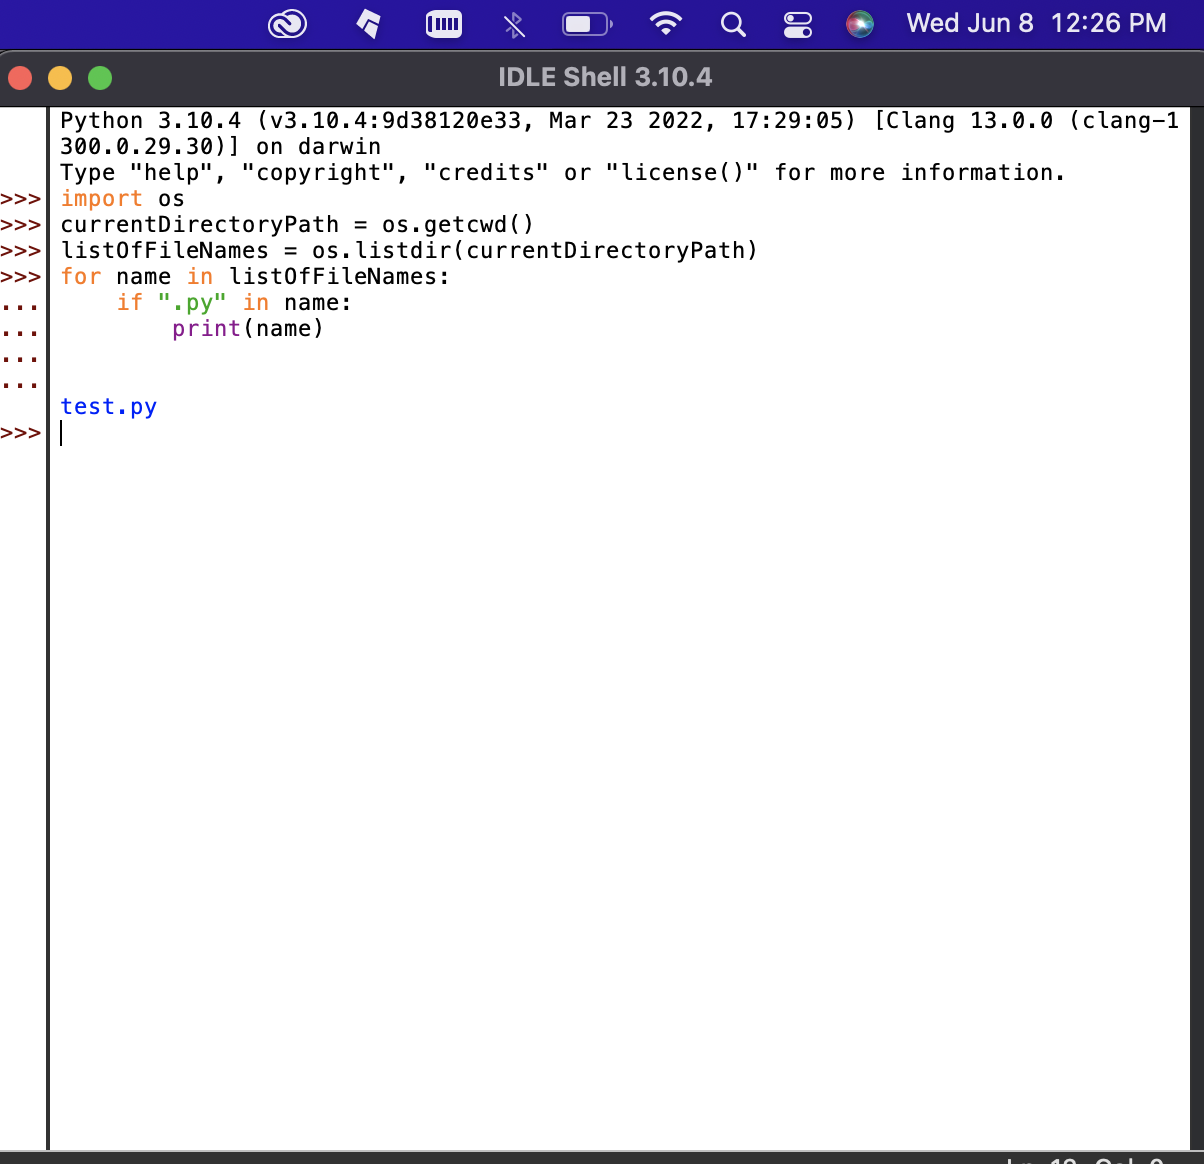 Wed Jun 8 12:26 PM
IDLE Shell 3.10.4
Python 3.10.4 (v3.10.4:9d38120e33, Mar 23 2022, 17:29:05) [Clang 13.0.0 (clang-1
300.0.29.30)] on darwin
Type "help", "copyright", "credits" or "license()" for more information.
>>> import os
>>> currentDirectoryPath = os.getcwd()
>>> listOfFileNames = os.listdir(currentDirectoryPath)
>>> for name in listOfFileNames:
...     if ".py" in name:
...         print(name)
...
...
test.py
>>>